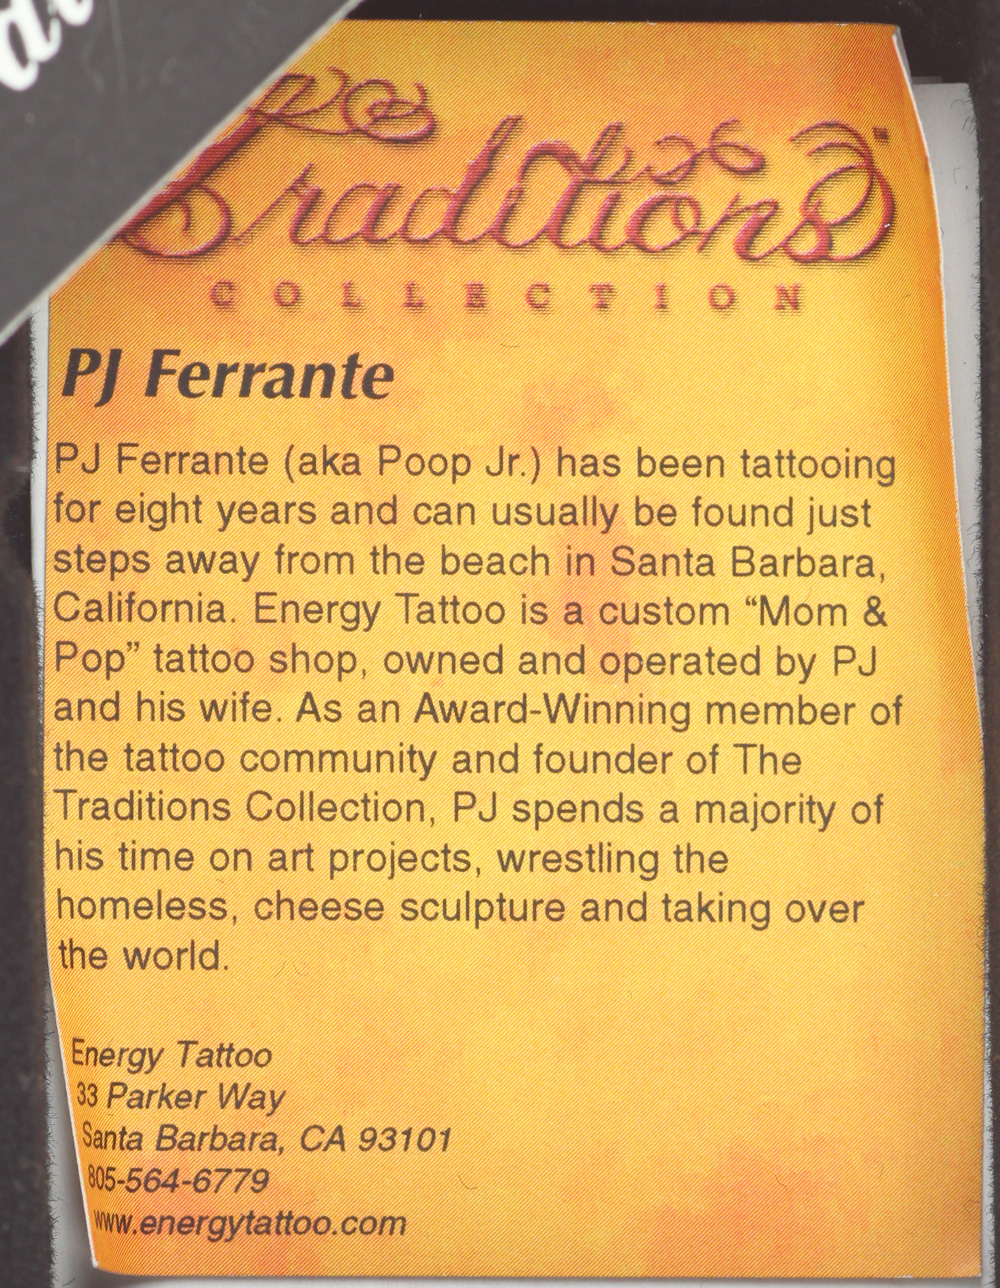 Traditions
COLLECTION
PJ Ferrante
PJ Ferrante (aka Poop Jr.) has been tattooing
for eight years and can usually be found just
steps away from the beach in Santa Barbara,
California. Energy Tattoo is a custom “Mom &
Pop” tattoo shop, owned and operated by PJ
and his wife. As an Award-Winning member of
the tattoo community and founder of The
Traditions Collection, PJ spends a majority of
his time on art projects, wrestling the
homeless, cheese sculpture and taking over
the world.
Energy Tattoo
33 Parker Way
Santa Barbara, CA 93101
805-564-6779
www.energytattoo.com